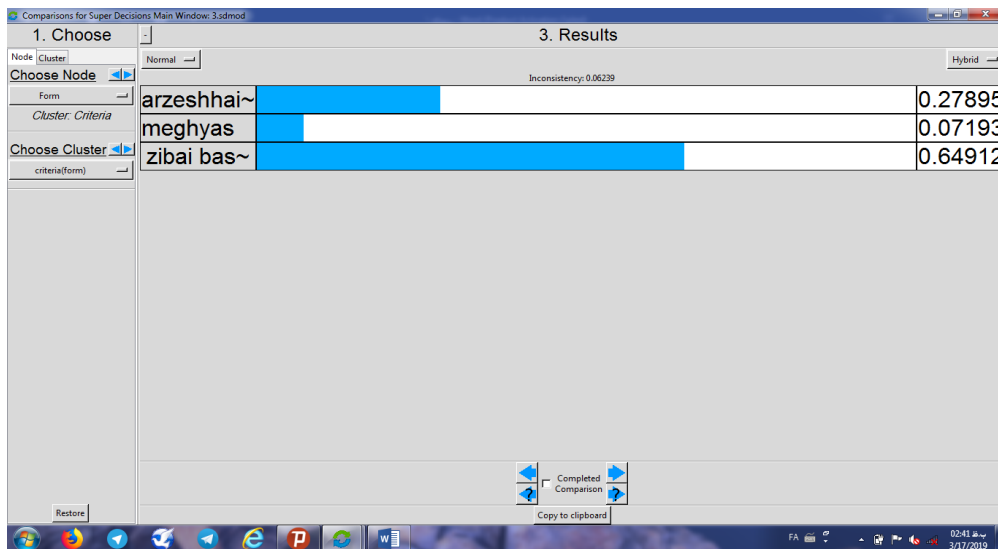 Comparisons for Super Decisions Main Window: 3.sdmod
1. Choose
Node Cluster
Choose Node
Form
Cluster: Criteria
Choose Cluster
criteria(form)
Restore
-
3. Results
Normal
Hybrid
Inconsistency: 0.06239
arzeshhai~ 0.27895
meghyas 0.07193
zibai bas~ 0.64912
Completed
Comparison
Copy to clipboard
FA
02:41 ب.ظ
3/17/2019